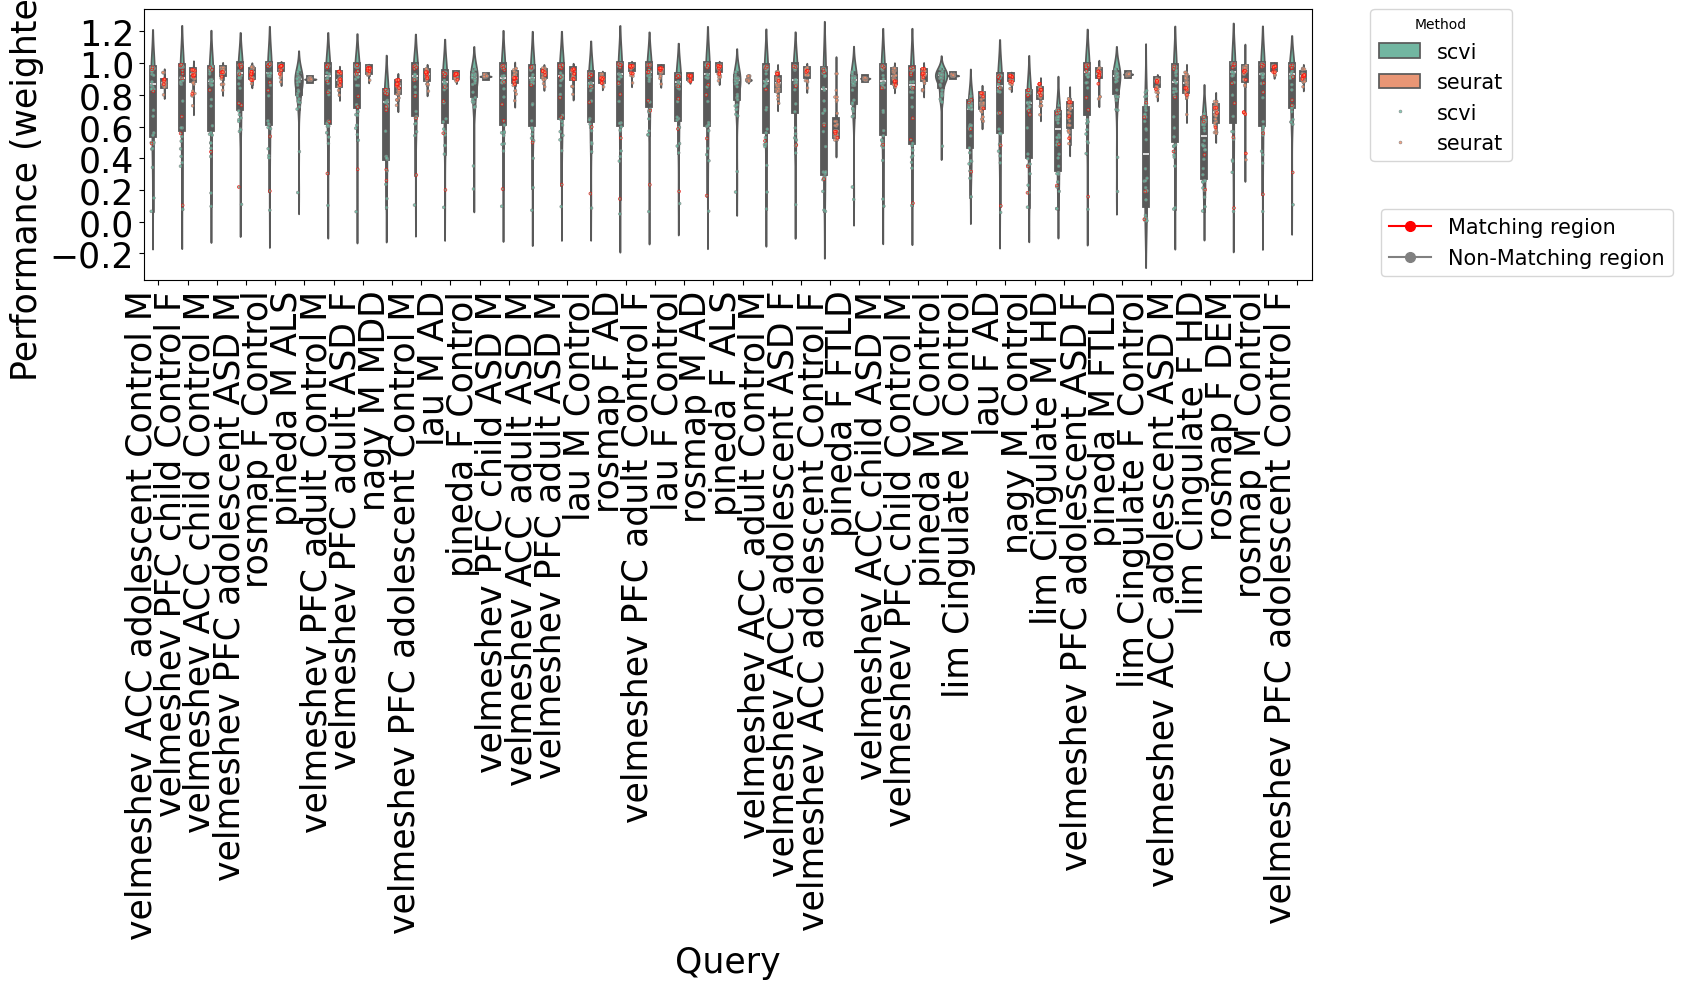 Performance (weighte
1.2
1.0
0.8
0.6
0.4
0.2
0.0
−0.2
velmeshev ACC adolescent Control M
velmeshev PFC child Control F
velmeshev ACC child Control M
velmeshev PFC adolescent ASD M
rosmap F Control
pineda M ALS
velmeshev PFC adult Control M
velmeshev PFC adult ASD F
nagy M MDD
velmeshev PFC adolescent Control M
lau M AD
pineda F Control
velmeshev PFC child ASD M
velmeshev ACC adult ASD M
velmeshev PFC adult ASD M
lau M Control
rosmap F AD
velmeshev PFC adult Control F
lau F Control
rosmap M AD
pineda F ALS
velmeshev ACC adult Control M
velmeshev ACC adolescent ASD F
velmeshev ACC adolescent Control F
pineda F FTLD
velmeshev ACC child ASD M
velmeshev PFC child Control M
pineda M Control
lim Cingulate M Control
lau F AD
nagy M Control
lim Cingulate M HD
velmeshev PFC adolescent ASD F
pineda M FTLD
lim Cingulate F Control
velmeshev ACC adolescent ASD M
lim Cingulate F HD
rosmap F DEM
rosmap M Control
velmeshev PFC adolescent Control F
Query
Method
scvi
seurat
scvi
seurat
Matching region
Non-Matching region